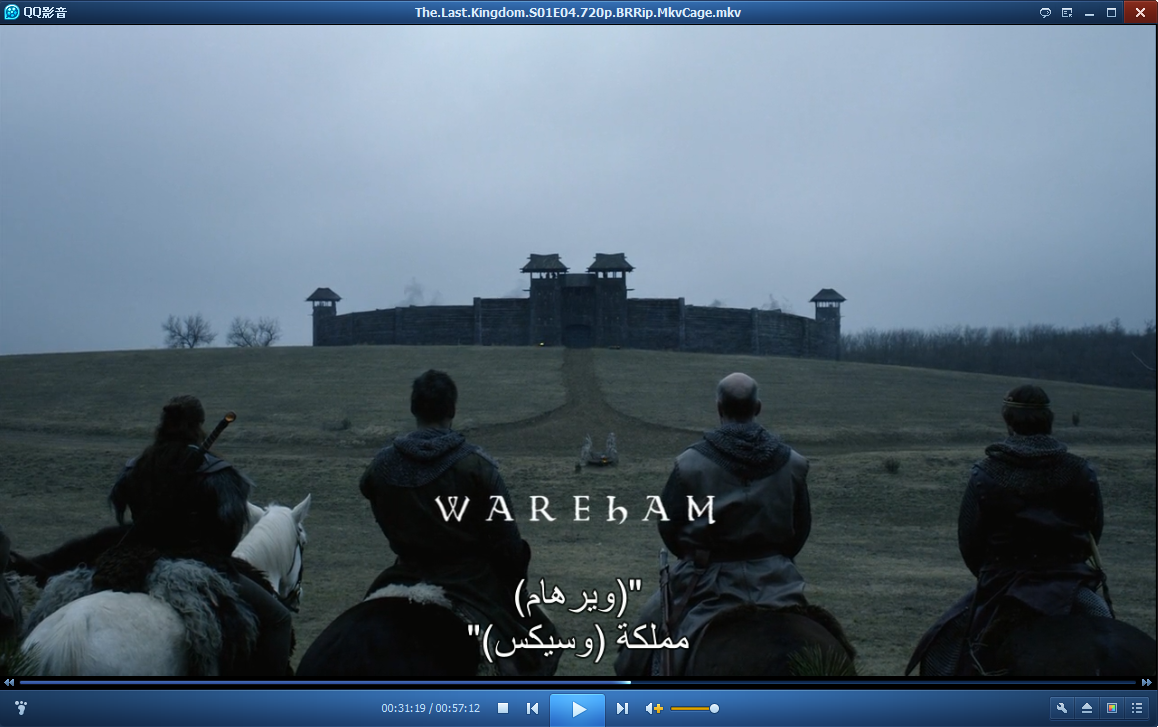 QQ影音
The.Last.Kingdom.S01E04.720p.BRRip.MkvCage.mkv
WAREHAM
"(ويرهام)
مملكة (وسيكس)"
00:31:19 / 00:57:12